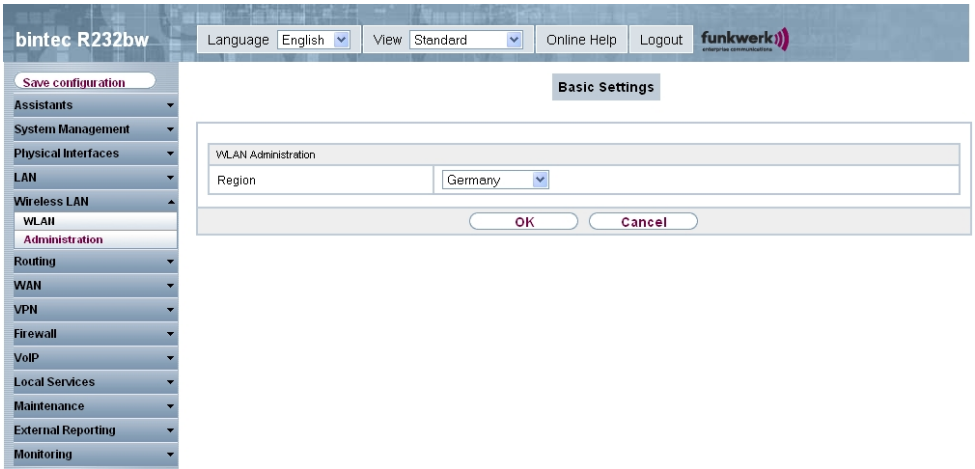 bintec R232bw
Language English View Standard Online Help Logout funkwerk
enterprise communications
Save configuration
Basic Settings
Assistants
System Management
Physical Interfaces
LAN
Wireless LAN
WLAN
Administration
Routing
WAN
VPN
Firewall
VoIP
Local Services
Maintenance
External Reporting
Monitoring
WLAN Administration
Region Germany
OK Cancel